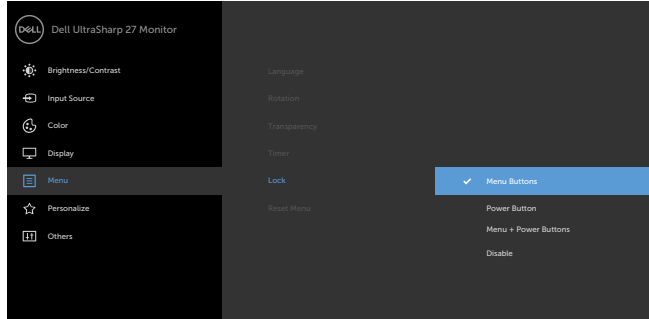 DELL Dell UltraSharp 27 Monitor
Brightness/Contrast
Input Source
Color
Display
Menu
Personalize
Others
Language
Rotation
Transparency
Timer
Lock
Reset Menu
Menu Buttons
Power Button
Menu + Power Buttons
Disable